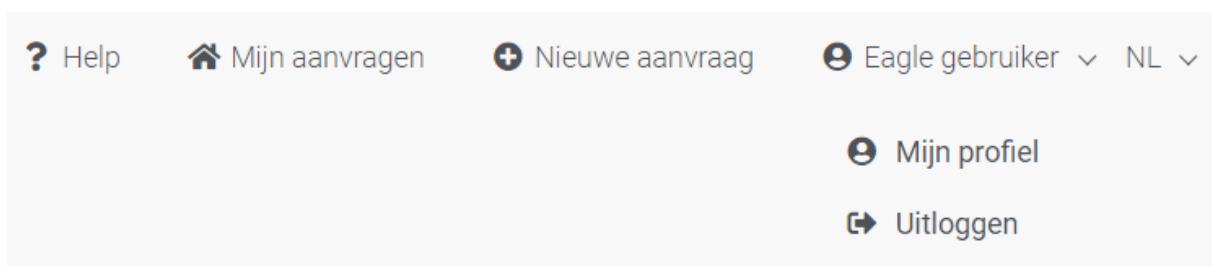 Help Mijn aanvragen Nieuwe aanvraag Eagle gebruiker NL
Mijn profiel
Uitloggen